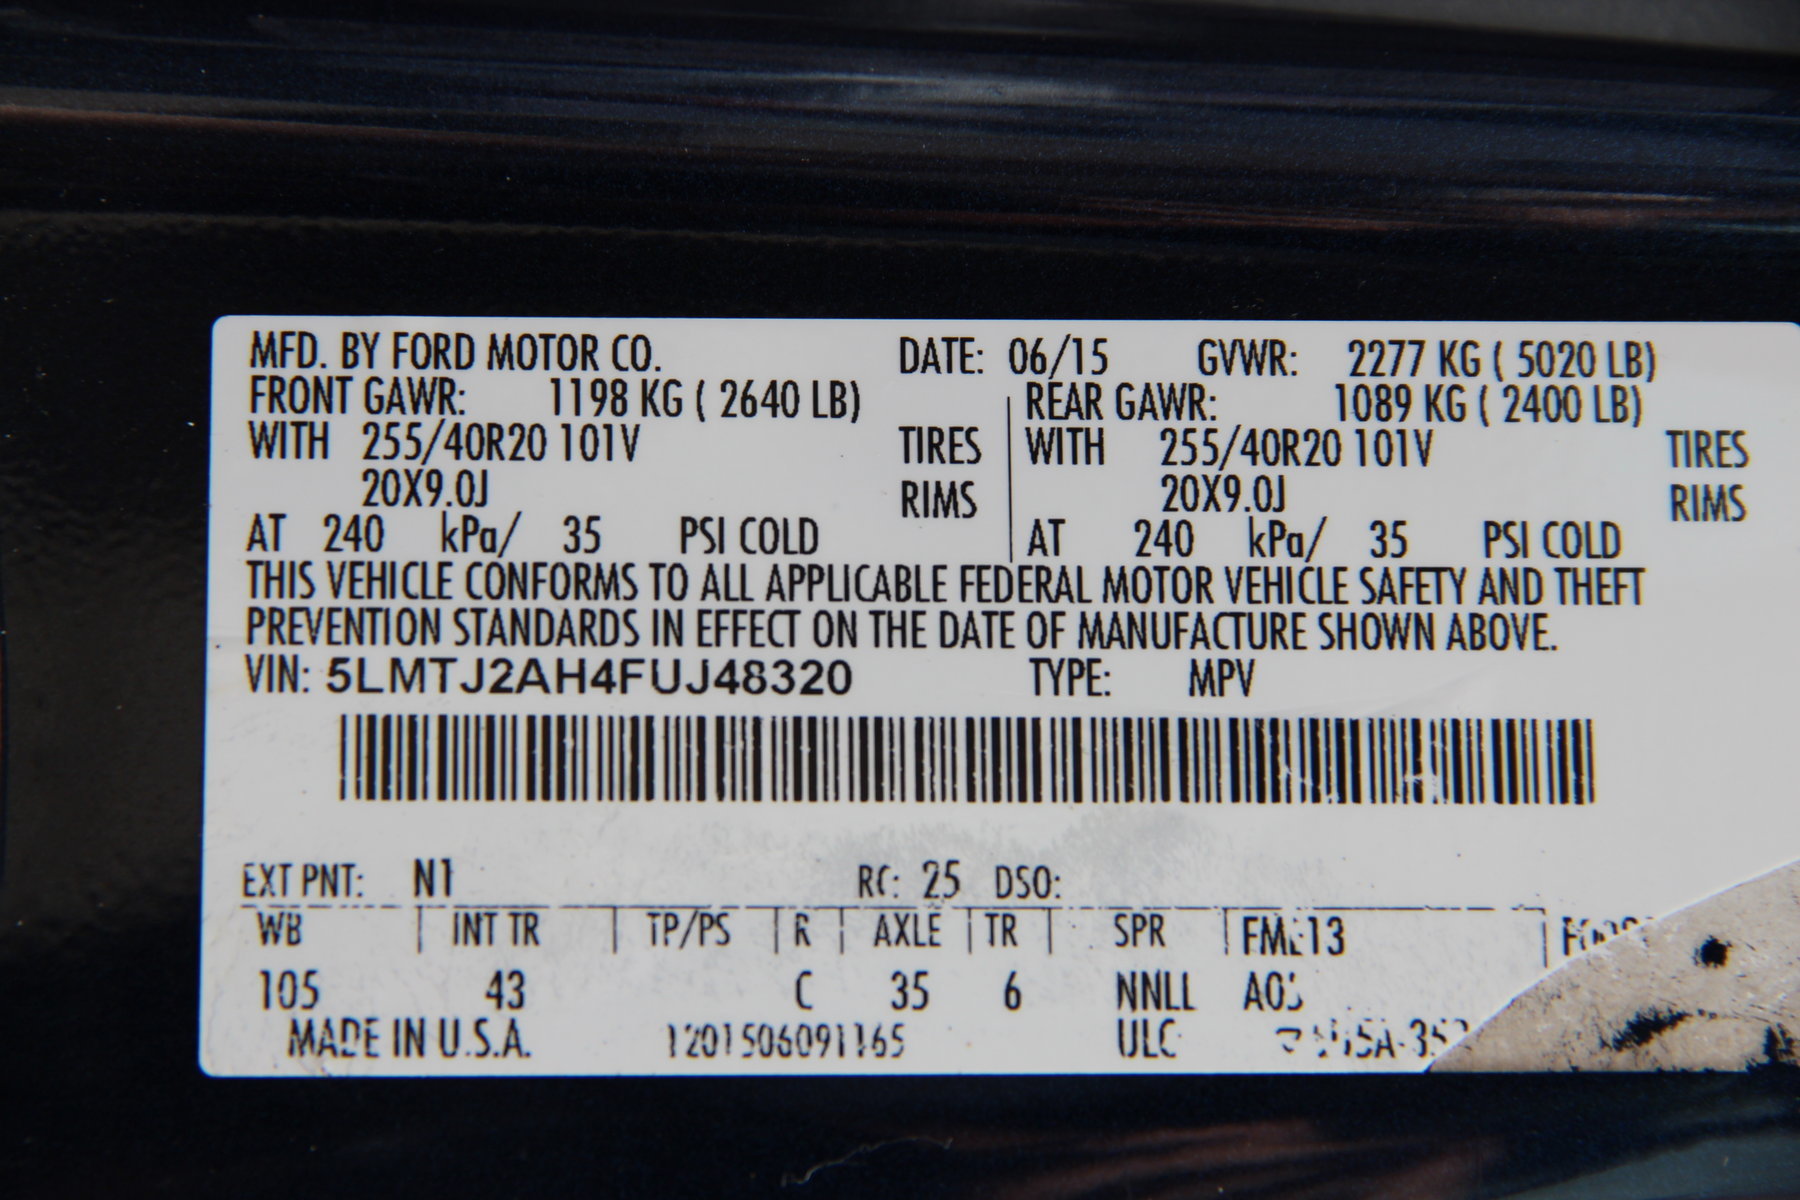 MFD. BY FORD MOTOR CO. DATE: 06/15 GVWR: 2277 KG ( 5020 LB)
FRONT GAWR: 1198 KG ( 2640 LB) REAR GAWR: 1089 KG ( 2400 LB)
WITH 255/40R20 101V TIRES WITH 255/40R20 101V TIRES
20X9.0J RIMS 20X9.0J RIMS
AT 240 kPa/ 35 PSI COLD AT 240 kPa/ 35 PSI COLD
THIS VEHICLE CONFORMS TO ALL APPLICABLE FEDERAL MOTOR VEHICLE SAFETY AND THEFT
PREVENTION STANDARDS IN EFFECT ON THE DATE OF MANUFACTURE SHOWN ABOVE.
VIN: 5LMTJ2AH4FUJ48320 TYPE: MPV
EXT PNT: N1 RC: 25 DSO:
WB INT TR TP/PS R AXLE TR SPR
105 43 C 35 6 NNLL
MADE IN U.S.A. 1201506091165 ULC